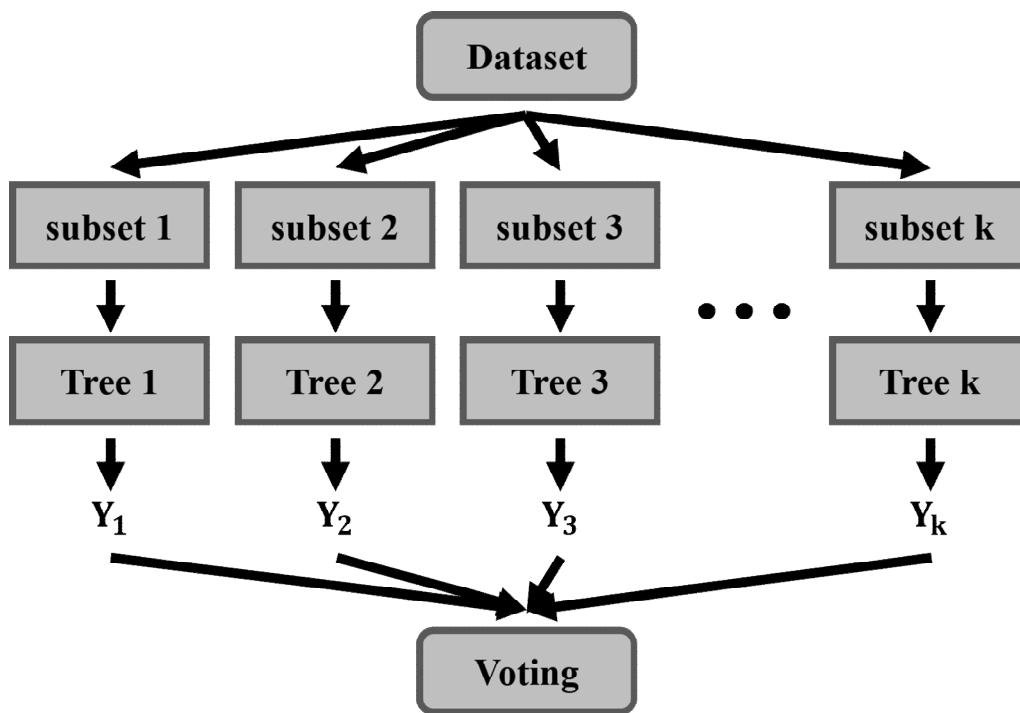 Dataset
subset 1 subset 2 subset 3 subset k
• • •
Tree 1 Tree 2 Tree 3 Tree k
Y₁ Y₂ Y₃ Yₖ
Voting